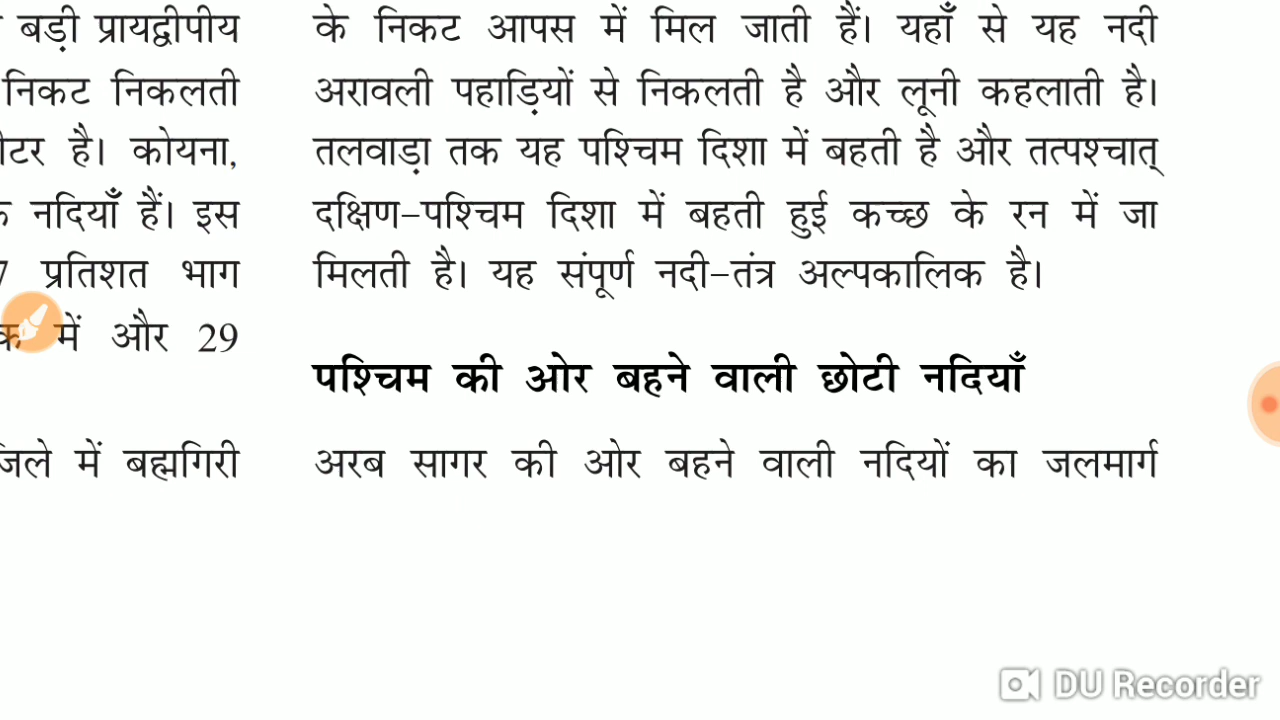 बड़ी प्रायद्वीपीय
निकट निकलती
है। कोयना,
नदियाँ हैं। इस
प्रतिशत भाग
में और 29
में बह्मगिरी
के निकट आपस में मिल जाती हैं। यहाँ से यह नदी
अरावली पहाड़ियों से निकलती है और लूनी कहलाती है।
तलवाड़ा तक यह पश्चिम दिशा में बहती है और तत्पश्चात्
दक्षिण-पश्चिम दिशा में बहती हुई कच्छ के रन में जा
मिलती है। यह संपूर्ण नदी-तंत्र अल्पकालिक है।
पश्चिम की ओर बहने वाली छोटी नदियाँ
अरब सागर की ओर बहने वाली नदियों का जलमार्ग
DU Recorder